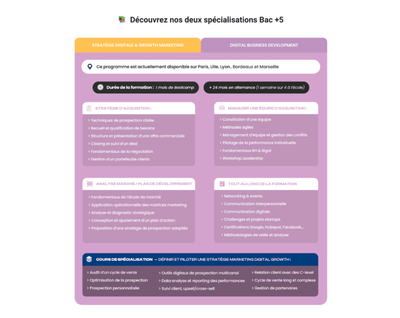 Découvrez nos deux spécialisations Bac +5
STRATÉGIE DIGITALE & GROWTH MARKETING
DIGITAL BUSINESS DEVELOPMENT
Ce programme est actuellement disponible sur Paris, Lille, Lyon, Bordeaux et Marseille
Durée de la formation : 1 mois de Bootcamp
+ 24 mois en alternance (1 semaine sur 4 à l'école)
STRATÉGIE D'ACQUISITION :
Techniques de prospection ciblée
Recueil et qualification de besoins
Structure et présentation d'une offre commerciale
Closing et suivi d'un deal
Fondamentaux de la négociation
Gestion d'un portefeuille clients
MANAGER UNE ÉQUIPE D'ACQUISITION :
Constitution d'une équipe
Méthodes agiles
Management d'équipe et gestion des conflits
Pilotage de la performance individuelle
Fondamentaux RH & légal
Workshop Leadership
ANALYSE MARCHÉ / PLAN DE DÉVELOPPEMENT
Fondamentaux de l'étude de marché
Application opérationnelle des matrices marketing
Analyse et diagnostic stratégique
Conception et ajustement d'un plan d'action
Proposition d'une stratégie de prospection adaptée
TOUT AU LONG DE LA FORMATION
Networking & events
Communication interpersonnelle
Communication digitale
Challenges et projets startups
Certifications Google, Hubspot, Facebook...
Méthodologies de veille et analyse
COURS DE SPÉCIALISATION - DÉFINIR ET PILOTER UNE STRATÉGIE MARKETING DIGITAL GROWTH :
Audit d'un cycle de vente
Optimisation de la prospection
Prospection personnalisée
Outils digitaux de prospection multicanal
Data analyse et reporting des performances
Suivi client, upsell/cross-sell
Relation client avec des C-level
Cycle de vente long et complexe
Gestion de partenaires